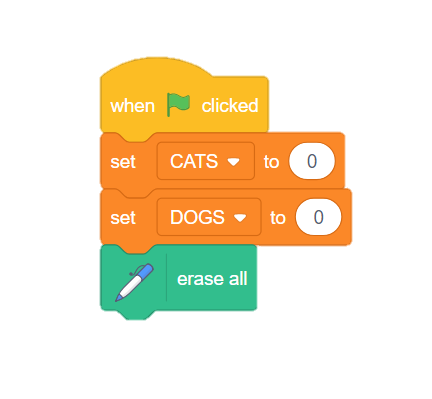 when clicked
set CATS to 0
set DOGS to 0
erase all